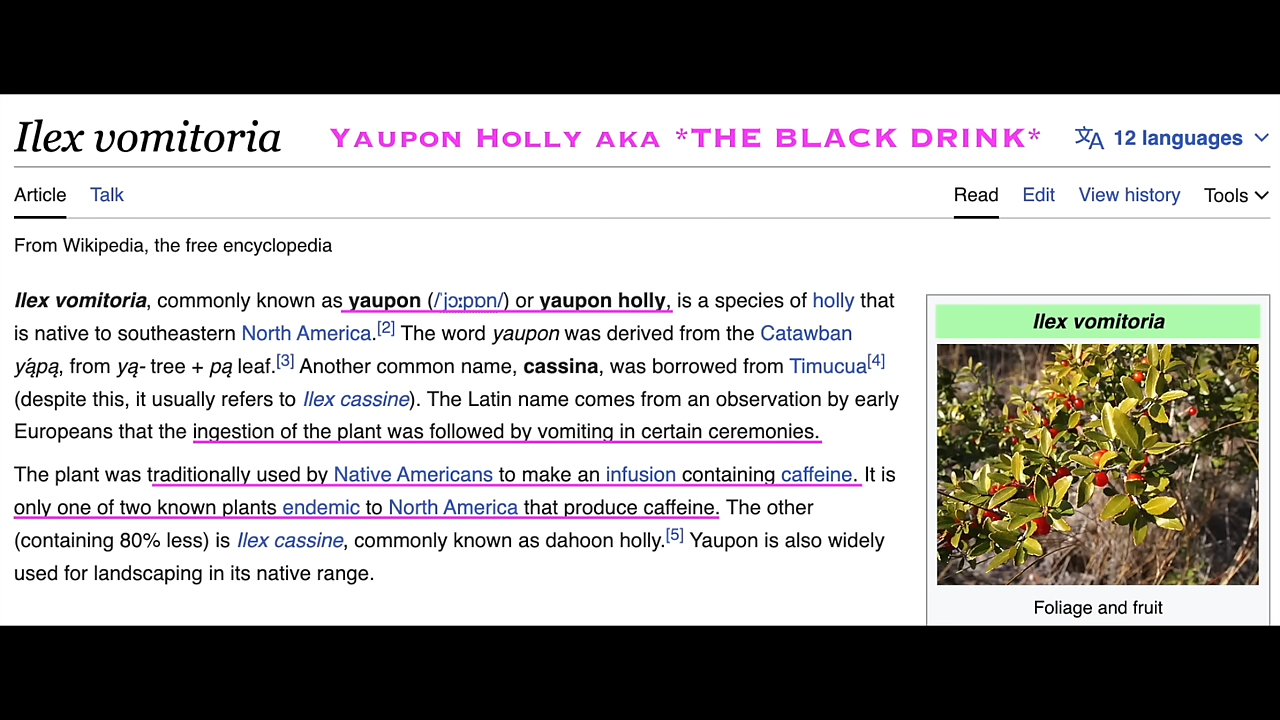 Ilex vomitoria YAUPON HOLLY AKA *THE BLACK DRINK* 12 languages
Article Talk Read Edit View history Tools
From Wikipedia, the free encyclopedia
Ilex vomitoria, commonly known as yaupon (/ˈjɔːpɒn/) or yaupon holly, is a species of holly that
is native to southeastern North America.[2] The word yaupon was derived from the Catawban
yą́pą, from yą- tree + pą leaf.[3] Another common name, cassina, was borrowed from Timucua[4]
(despite this, it usually refers to Ilex cassine). The Latin name comes from an observation by early
Europeans that the ingestion of the plant was followed by vomiting in certain ceremonies.
The plant was traditionally used by Native Americans to make an infusion containing caffeine. It is
only one of two known plants endemic to North America that produce caffeine. The other
(containing 80% less) is Ilex cassine, commonly known as dahoon holly.[5] Yaupon is also widely
used for landscaping in its native range.
Ilex vomitoria
Foliage and fruit